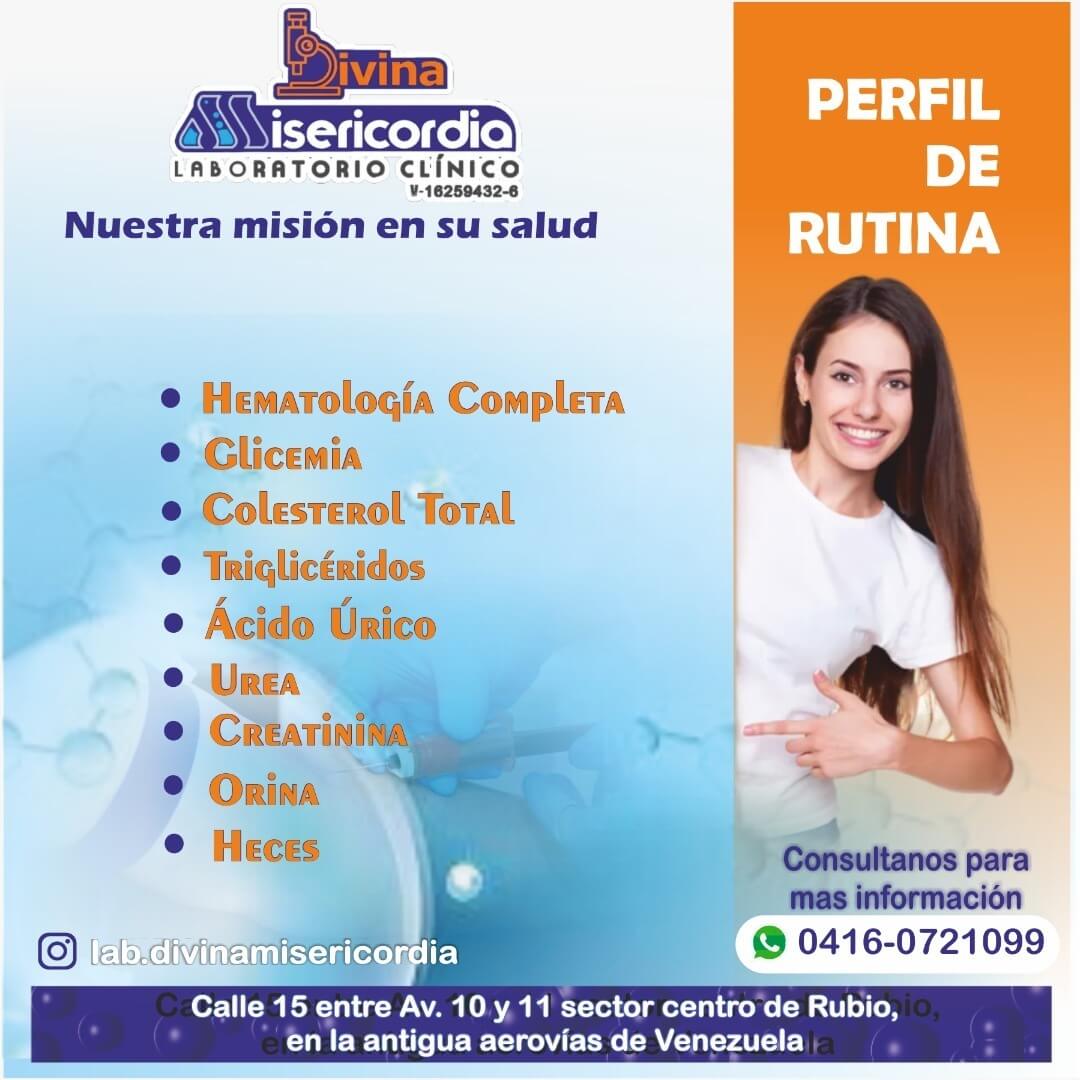 Divina
Misericordia
LABORATORIO CLÍNICO
V-16259432-6
Nuestra misión en su salud
PERFIL
DE
RUTINA
Hematología Completa
Glicemia
Colesterol Total
Triglicéridos
Ácido Úrico
Urea
Creatinina
Orina
Heces
Consultanos para
mas información
0416-0721099
lab.divinamisericordia
Calle 15 entre Av. 10 y 11 sector centro de Rubio,
en la antigua aerovías de Venezuela